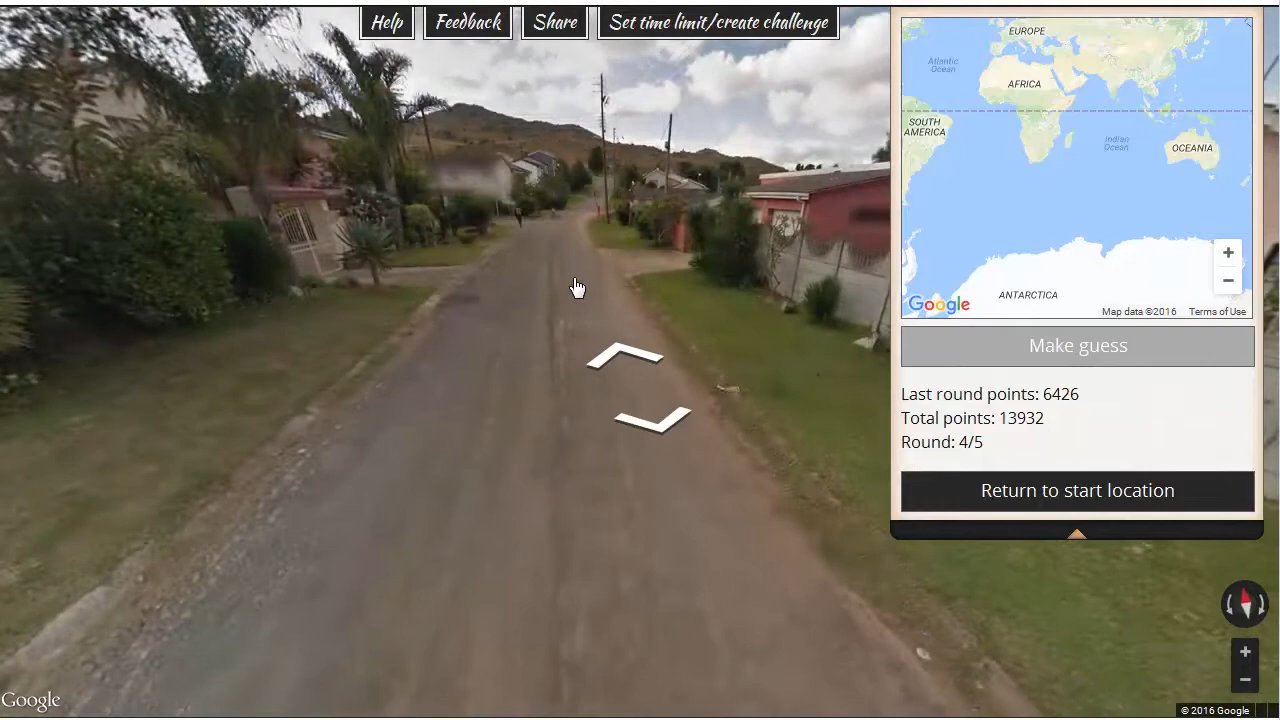 Help
Feedback
Share
Set time limit/create challenge
EUROPE
Atlantic
Ocean
AFRICA
SOUTH
AMERICA
Indian
Ocean
OCEANIA
ANTARCTICA
+
−
Google
Map data ©2016
Terms of Use
Make guess
Last round points: 6426
Total points: 13932
Round: 4/5
Return to start location
+
−
Google
© 2016 Google